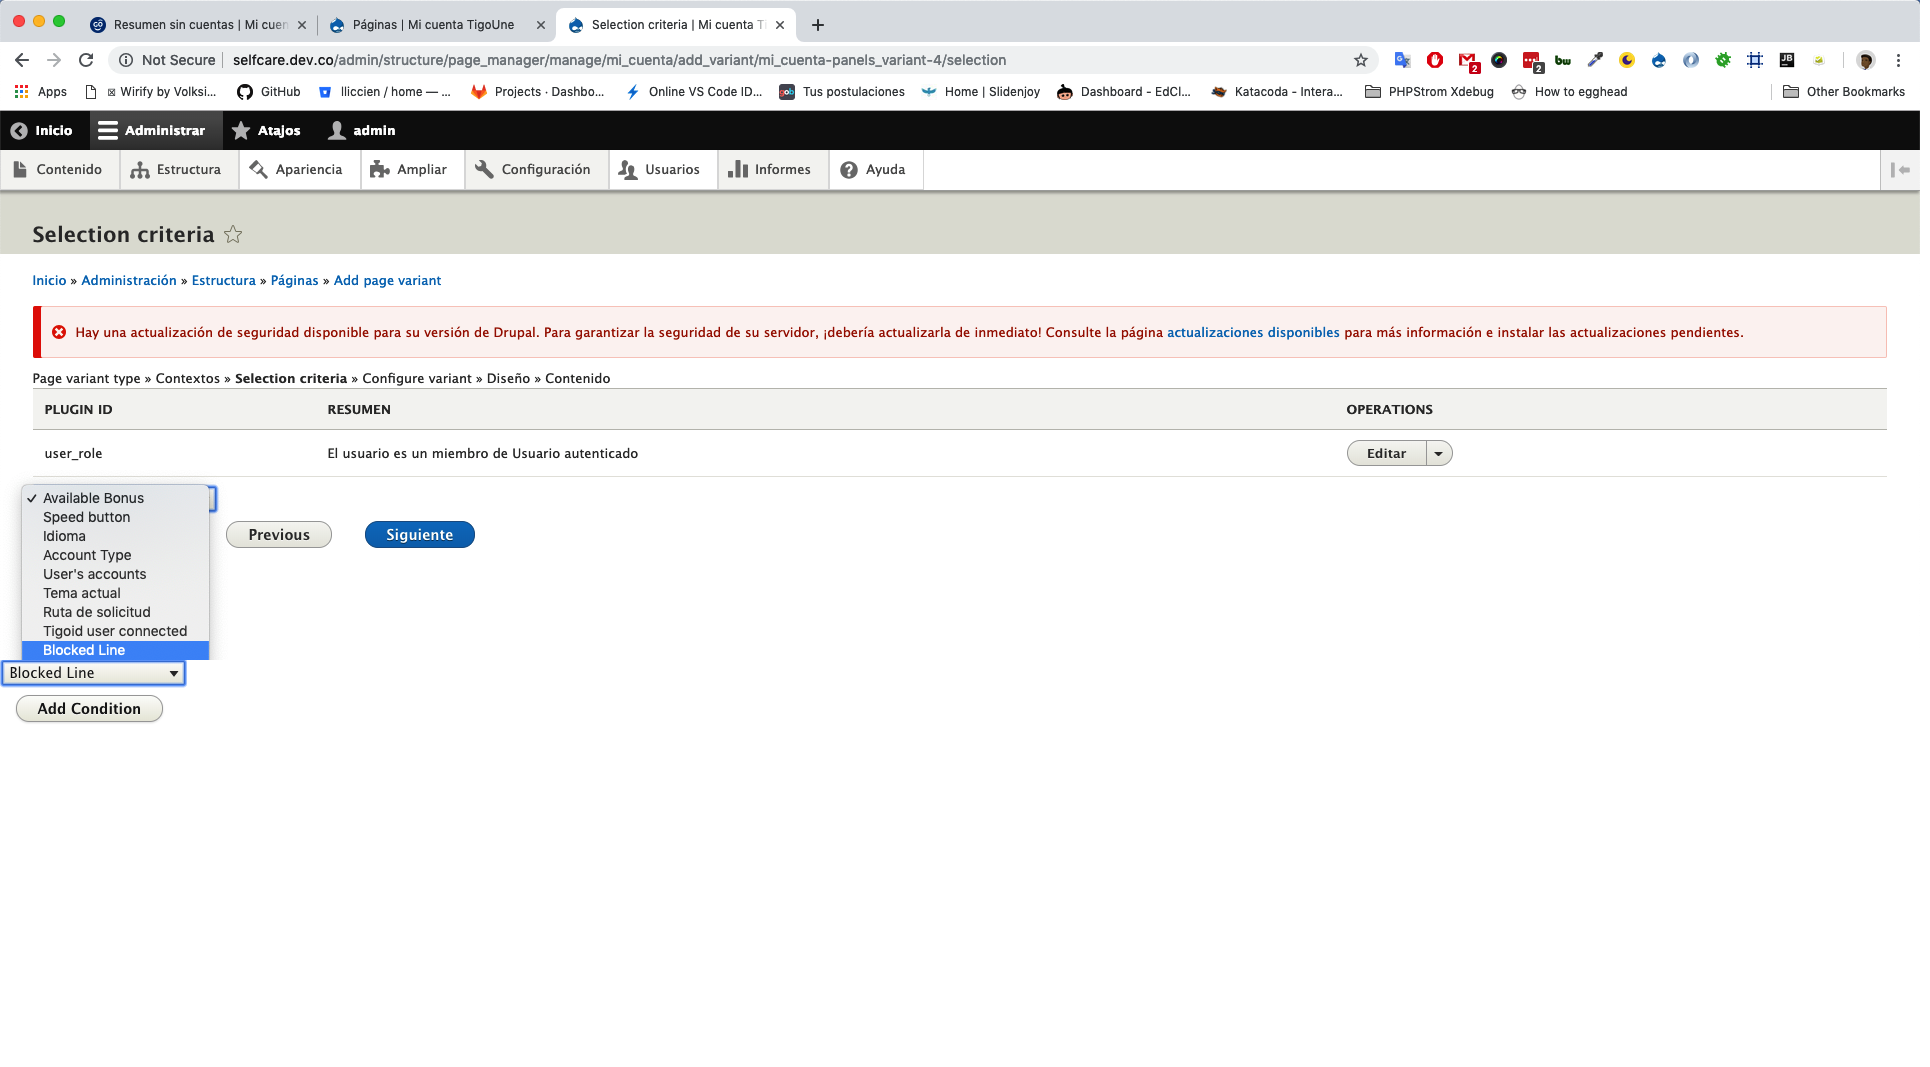 Resumen sin cuentas | Mi cuen
Páginas | Mi cuenta TigoUne
Selection criteria | Mi cuenta T
Not Secure
selfcare.dev.co/admin/structure/page_manager/manage/mi_cuenta/add_variant/mi_cuenta-panels_variant-4/selection
2
2
bw
JB
Apps
Wirify by Volksi...
GitHub
lliccien / home — ...
Projects · Dashbo...
Online VS Code ID...
gob
Tus postulaciones
Home | Slidenjoy
Dashboard - EdCl...
Katacoda - Intera...
PHPStrom Xdebug
How to egghead
Other Bookmarks
Inicio
Administrar
Atajos
admin
Contenido
Estructura
Apariencia
Ampliar
Configuración
Usuarios
Informes
Ayuda
Selection criteria
Inicio » Administración » Estructura » Páginas » Add page variant
Hay una actualización de seguridad disponible para su versión de Drupal. Para garantizar la seguridad de su servidor, ¡debería actualizarla de inmediato! Consulte la página actualizaciones disponibles para más información e instalar las actualizaciones pendientes.
Page variant type » Contextos » Selection criteria » Configure variant » Diseño » Contenido
PLUGIN ID
RESUMEN
OPERATIONS
user_role
El usuario es un miembro de Usuario autenticado
Editar
Available Bonus
Speed button
Idioma
Account Type
User's accounts
Tema actual
Ruta de solicitud
Tigoid user connected
Blocked Line
Previous
Siguiente
Blocked Line
Add Condition